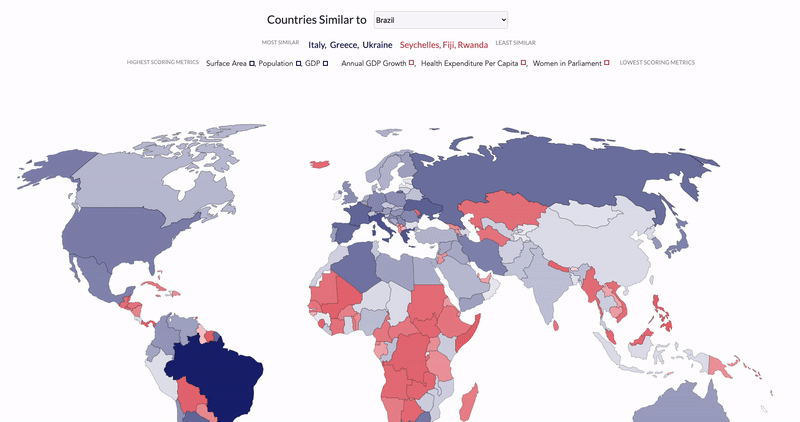 Countries Similar to Brazil
MOST SIMILAR Italy, Greece, Ukraine Seychelles, Fiji, Rwanda LEAST SIMILAR
HIGHEST SCORING METRICS Surface Area , Population , GDP Annual GDP Growth , Health Expenditure Per Capita , Women in Parliament LOWEST SCORING METRICS